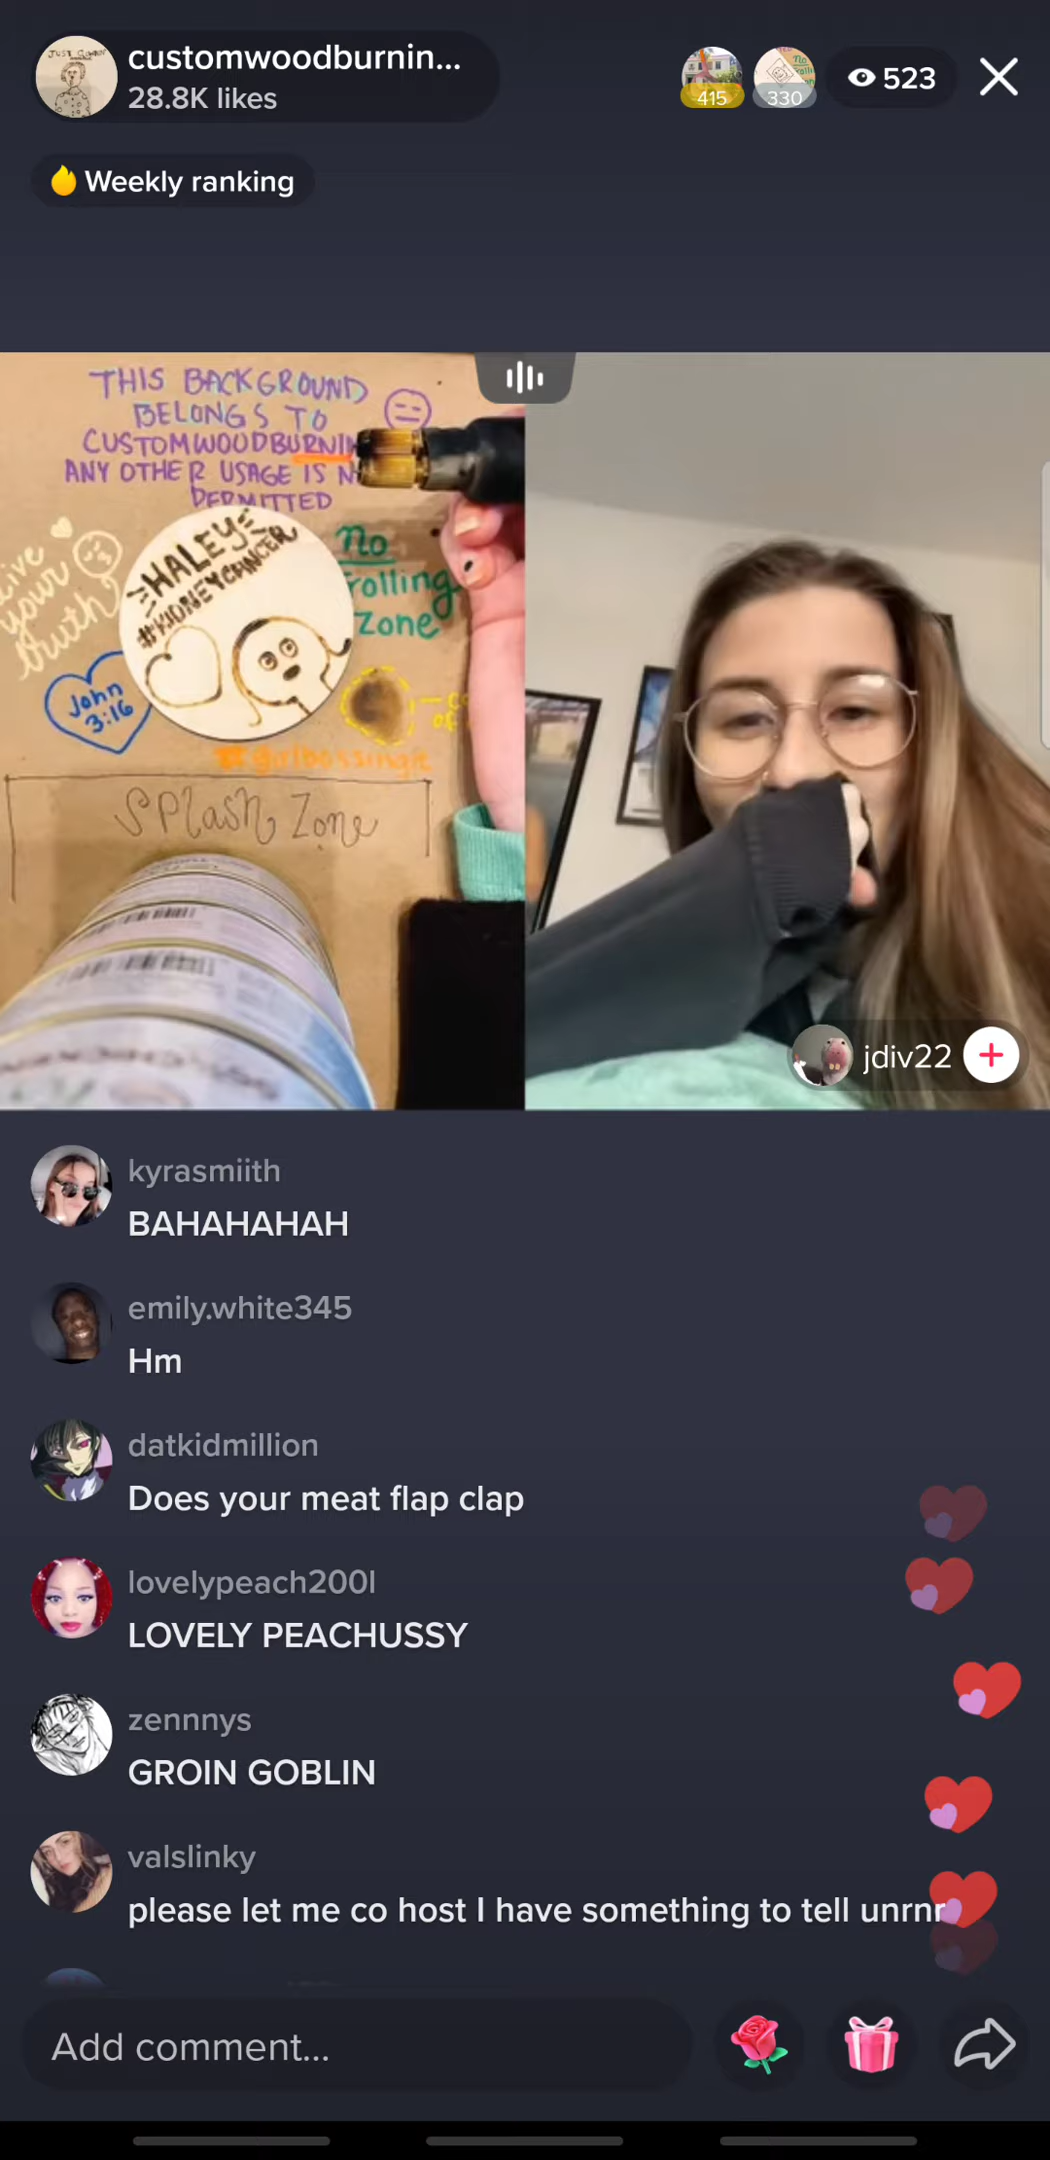 customwoodburnin...
28.8K likes
415
330
523
Weekly ranking
THIS BACKGROUND
BELONGS TO
CUSTOMWOODBURNIN
ANY OTHER USAGE IS N
PERMITTED
HALEY
#KIDNEYCANCER
live
your
truth
No
Trolling
Zone
John
3:16
#girlbossingit
Splash Zone
jdiv22
kyrasmiith
BAHAHAHAH
emily.white345
Hm
datkidmillion
Does your meat flap clap
lovelypeach200l
LOVELY PEACHUSSY
zennnys
GROIN GOBLIN
valslinky
please let me co host I have something to tell unrnr
Add comment...